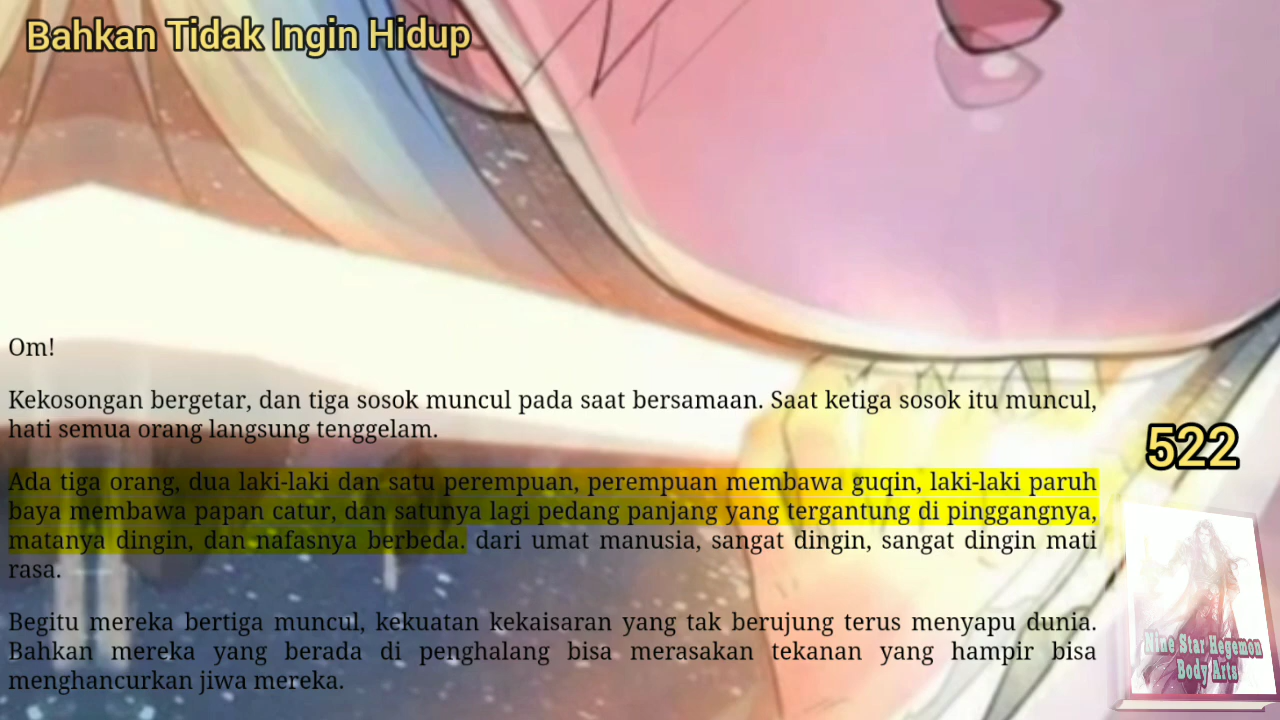 Bahkan Tidak Ingin Hidup
Om!
Kekosongan bergetar, dan tiga sosok muncul pada saat bersamaan. Saat ketiga sosok itu muncul,
hati semua orang langsung tenggelam.
Ada tiga orang, dua laki-laki dan satu perempuan, perempuan membawa guqin, laki-laki paruh
baya membawa papan catur, dan satunya lagi pedang panjang yang tergantung di pinggangnya,
matanya dingin, dan nafasnya berbeda. dari umat manusia, sangat dingin, sangat dingin mati
rasa.
Begitu mereka bertiga muncul, kekuatan kekaisaran yang tak berujung terus menyapu dunia.
Bahkan mereka yang berada di penghalang bisa merasakan tekanan yang hampir bisa
menghancurkan jiwa mereka.
522
Nine Star Hegemon
Body Arts